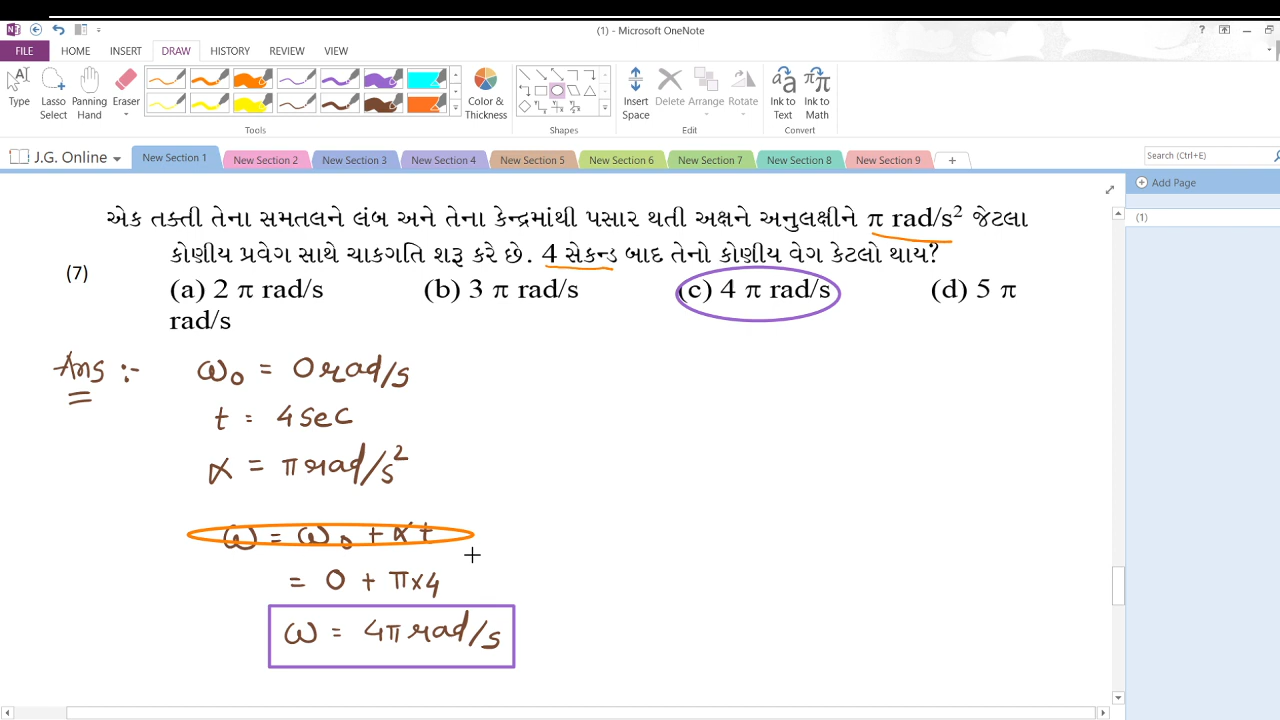 (1) - Microsoft OneNote
FILE HOME INSERT DRAW HISTORY REVIEW VIEW
Type
Lasso Select
Panning Hand
Eraser
Color & Thickness
Insert Space
Delete
Arrange
Rotate
Ink to Text
Ink to Math
Tools
Shapes
Edit
Convert
J.G. Online New Section 1 New Section 2 New Section 3 New Section 4 New Section 5 New Section 6 New Section 7 New Section 8 New Section 9
Search (Ctrl+E)
Add Page
(1)
એક તક્તી તેના સમતલને લંબ અને તેના કેન્દ્રમાંથી પસાર થતી અક્ષને અનુલક્ષીને π rad/s² જેટલા
કોણીય પ્રવેગ સાથે ચાકગતિ શરૂ કરે છે. 4 સેકન્ડ બાદ તેનો કોણીય વેગ કેટલો થાય?
(7)
(a) 2 π rad/s (b) 3 π rad/s (c) 4 π rad/s (d) 5 π
rad/s
Ans :- ω₀ = 0 rad/s
t = 4 sec
α = π rad/s²
ω = ω₀ + αt
= 0 + π×4
ω = 4π rad/s